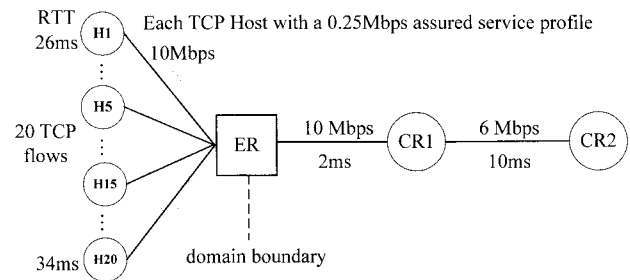 RTT
26ms
H1
Each TCP Host with a 0.25Mbps assured service profile
10Mbps
H5
20 TCP
flows
H15
34ms
H20
ER
domain boundary
10 Mbps
2ms
CR1
6 Mbps
10ms
CR2